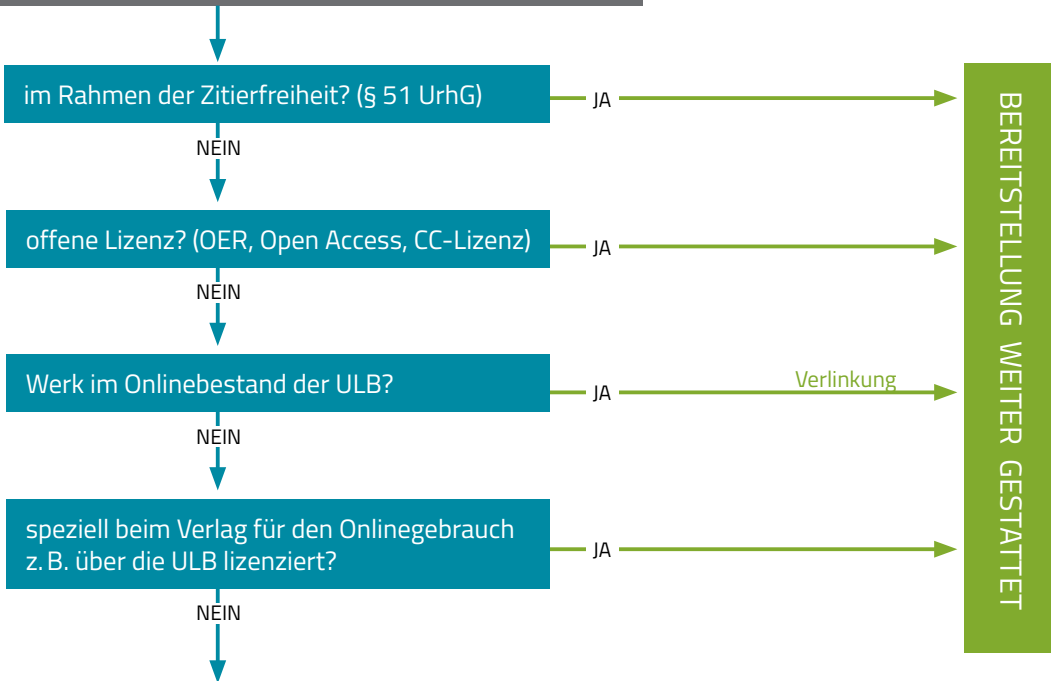 im Rahmen der Zitierfreiheit? (§ 51 UrhG)
JA
NEIN
offene Lizenz? (OER, Open Access, CC-Lizenz)
JA
NEIN
Werk im Onlinebestand der ULB?
JA
Verlinkung
NEIN
speziell beim Verlag für den Onlinegebrauch
z. B. über die ULB lizenziert?
JA
NEIN
BEREITSTELLUNG WEITER GESTATTET